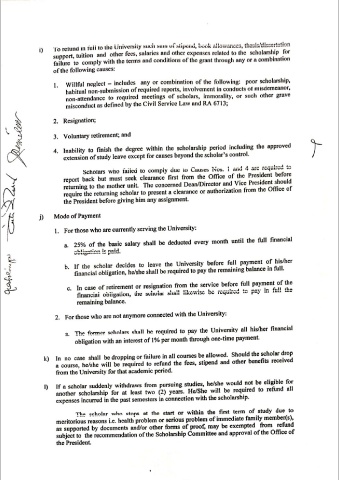 i) To refund in full to the University such sum of stipend, book allowances, thesis/dissertation
support, tuition and other fees, salaries and other expenses related to the scholarship for
failure to comply with the terms and conditions of the grant through any or a combination
of the following causes:
1. Willful neglect – includes any or combination of the following: poor scholarship,
habitual non-submission of required reports, involvement in conducts of misdemeanor,
non-attendance to required meetings of scholars, immorality, or such other grave
misconduct as defined by the Civil Service Law and RA 6713;
2. Resignation;
3. Voluntary retirement; and
4. Inability to finish the degree within the scholarship period including the approved
extension of study leave except for causes beyond the scholar's control.
Scholars who failed to comply due to Causes Nos. 1 and 4 are required to
report back but must seek clearance first from the Office of the President before
returning to the mother unit. The concerned Dean/Director and Vice President should
require the returning scholar to present a clearance or authorization from the Office of
the President before giving him any assignment.
j) Mode of Payment
1. For those who are currently serving the University:
a. 25% of the basic salary shall be deducted every month until the full financial
obligation is paid.
b. If the scholar decides to leave the University before full payment of his/her
financial obligation, he/she shall be required to pay the remaining balance in full.
c. In case of retirement or resignation from the service before full payment of the
financial obligation, the scholar shall likewise be required to pay in full the
remaining balance.
2. For those who are not anymore connected with the University:
a. The former scholars shall be required to pay the University all his/her financial
obligation with an interest of 1% per month through one-time payment.
k) In no case shall be dropping or failure in all courses be allowed. Should the scholar drop
a course, he/she will be required to refund the fees, stipend and other benefits received
from the University for that academic period.
l) If a scholar suddenly withdraws from pursuing studies, he/she would not be eligible for
another scholarship for at least two (2) years. He/She will be required to refund all
expenses incurred in the past semesters in connection with the scholarship.
The scholar who stops at the start or within the first term of study due to
meritorious reasons i.e. health problem or serious problem of immediate family member(s),
as supported by documents and/or other forms of proof, may be exempted from refund
subject to the recommendation of the Scholarship Committee and approval of the Office of
the President.